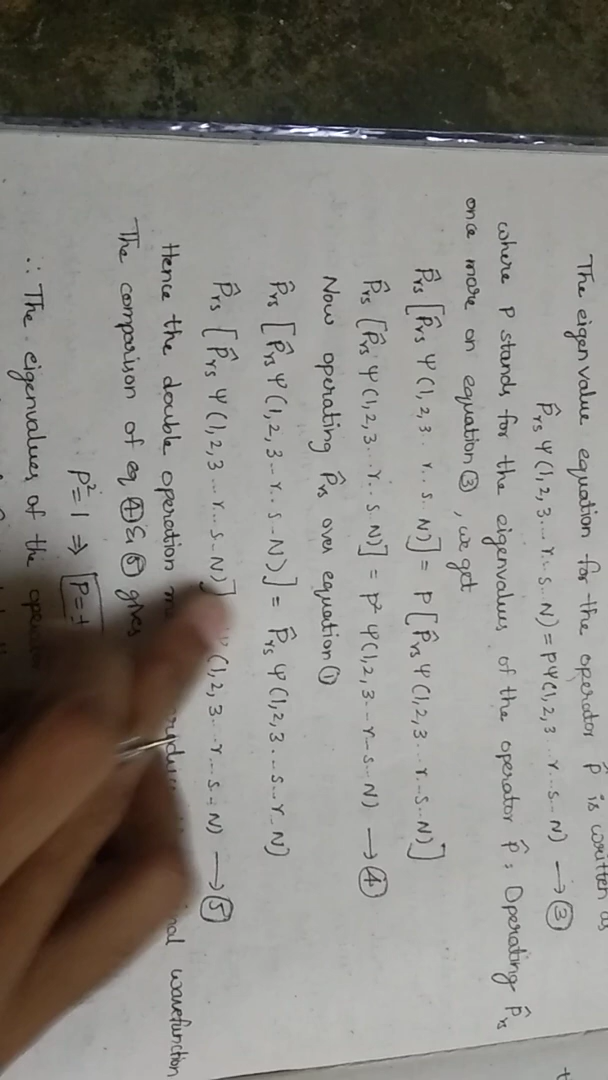 The eigen value equation for the operator P̂ is written as
P̂rs Ψ(1,2,3...r...s...N) = PΨ(1,2,3...r...s...N) → ③
where P stands for the eigenvalues of the operator P̂; Operating P̂rs
once more on equation ③, we get
P̂rs [P̂rs Ψ(1,2,3...r...s..N)] = P[P̂rs Ψ(1,2,3...r...s..N)]
P̂rs [P̂rs Ψ(1,2,3...r...s..N)] = P² Ψ(1,2,3...r...s...N) → ④
Now operating P̂rs over equation ①
P̂rs [P̂rs Ψ(1,2,3...r...s...N)] = P̂rs Ψ(1,2,3...s...r...N)
P̂rs [P̂rs Ψ(1,2,3...r...s..N)] Ψ(1,2,3...r...s...N) → ⑤
Hence the double operation wavefunction
The comparison of eq ④ & ⑤ gives
P² = 1 ⇒ P = ±
∴ The eigenvalues of the